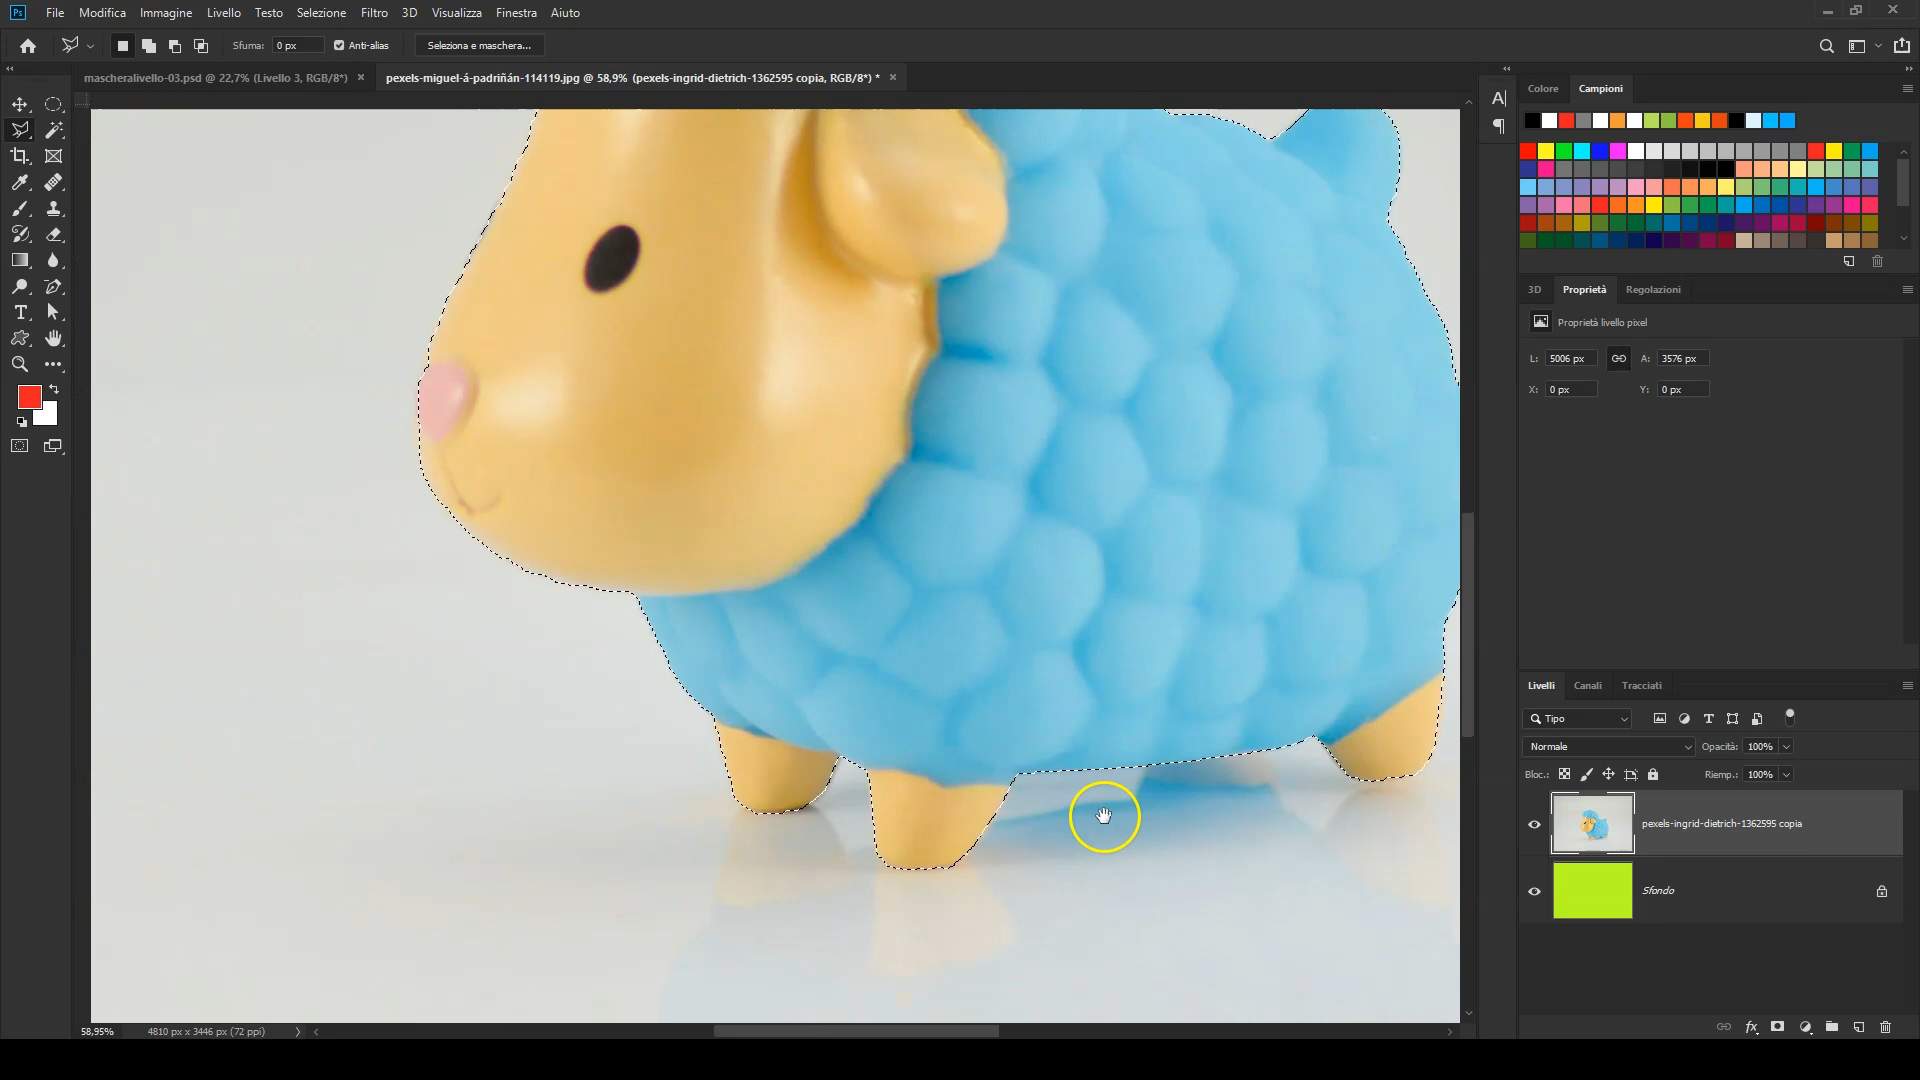 Ps File Modifica Immagine Livello Testo Selezione Filtro 3D Visualizza Finestra Aiuto
Sfuma: 0 px Anti-alias Seleziona e maschera...
mascheralivello-03.psd @ 22,7% (Livello 3, RGB/8*) ×
pexels-miguel-á-padriñán-114119.jpg @ 58,9% (pexels-ingrid-dietrich-1362595 copia, RGB/8*) * ×
Colore Campioni
3D Proprietà Regolazioni
Proprietà livello pixel
L: 5006 px A: 3576 px
X: 0 px Y: 0 px
Livelli Canali Tracciati
Tipo
Normale Opacità: 100%
Bloc.: Riemp.: 100%
pexels-ingrid-dietrich-1362595 copia
Sfondo
58,95% 4810 px x 3446 px (72 ppi)